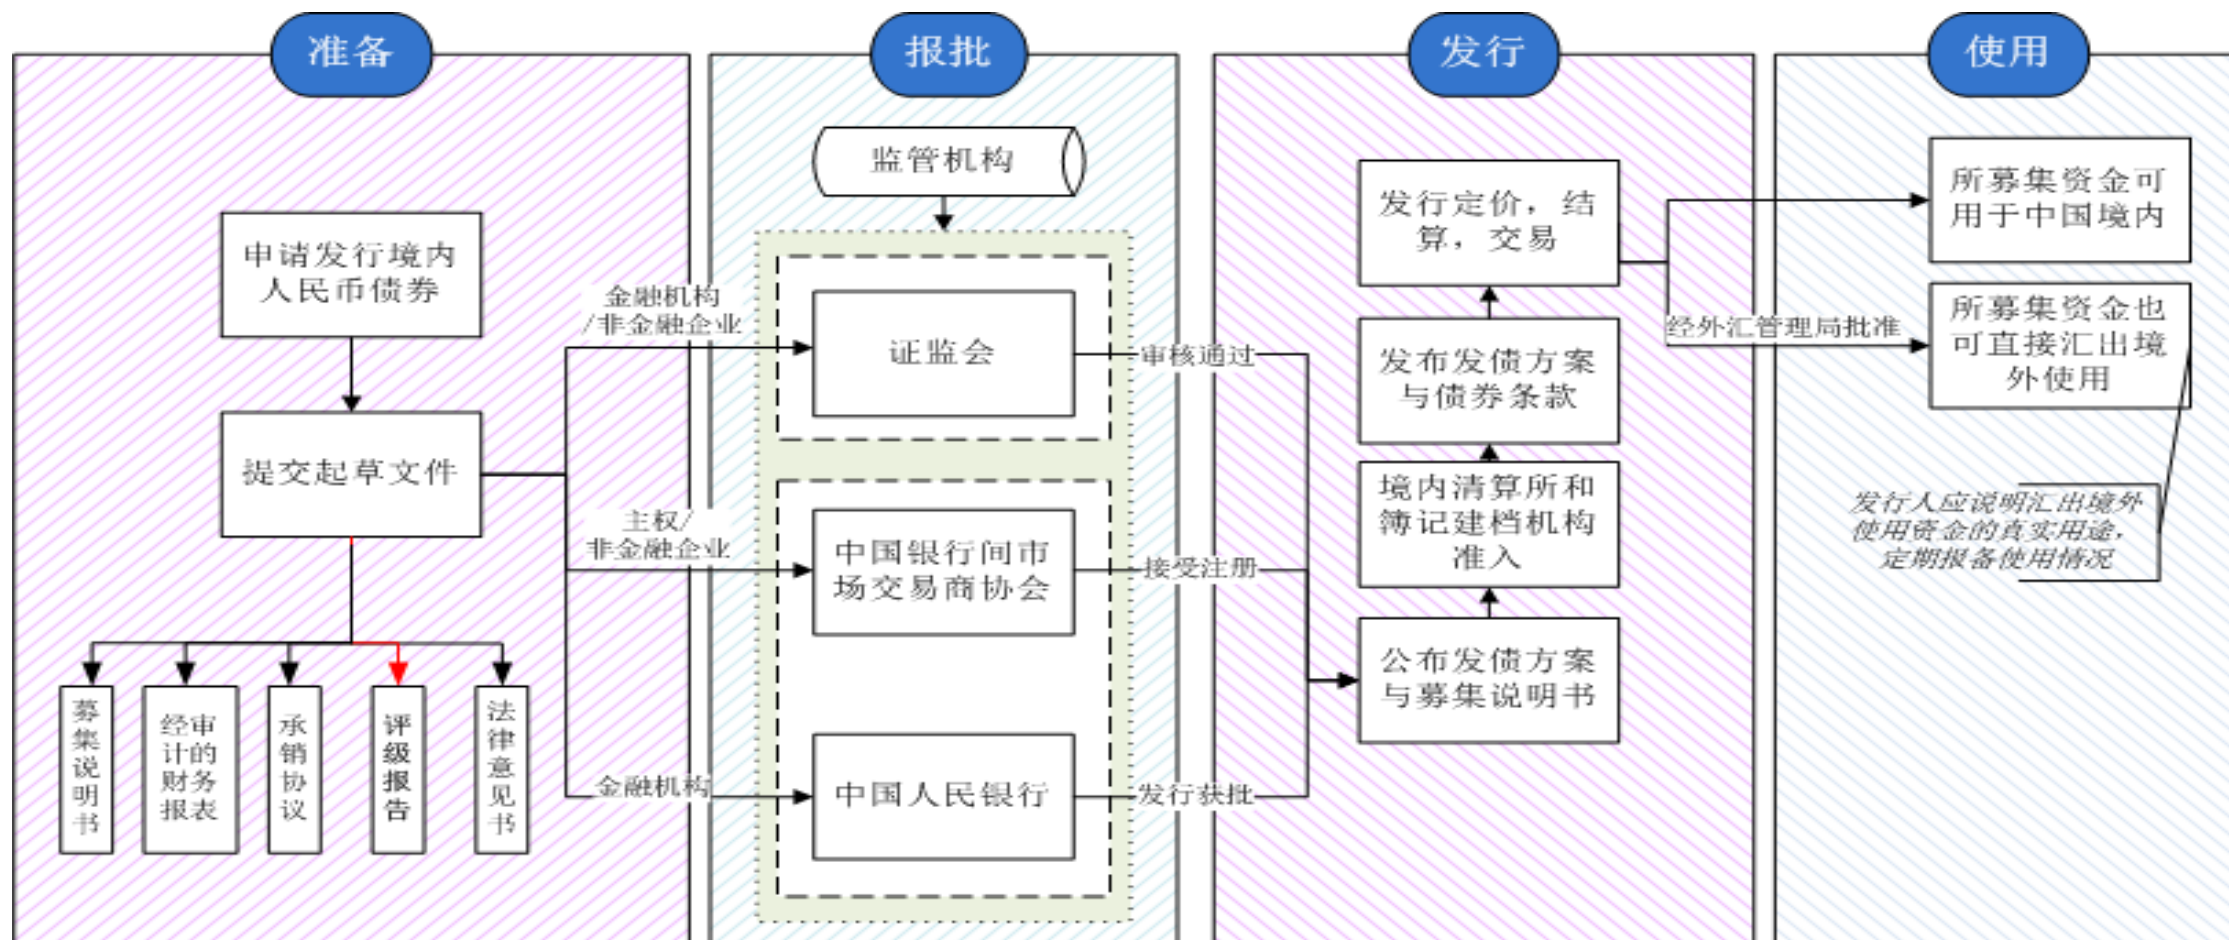 准备
申请发行境内
人民币债券
提交起草文件
募集说明书
经审
计的
财务
报表
承销协议
评级报告
法律意见书
金融机构
/非金融企业
主权/
非金融企业
金融机构
报批
监管机构
证监会
中国银行间市
场交易商协会
中国人民银行
审核通过
接受注册
发行获批
发行
发行定价，结
算，交易
发布发债方案
与债券条款
境内清算所和
簿记建档机构
准入
公布发债方案
与募集说明书
经外汇管理局批准
使用
所募集资金可
用于中国境内
所募集资金也
可直接汇出境
外使用
发行人应说明汇出境外
使用资金的真实用途，
定期报备使用情况